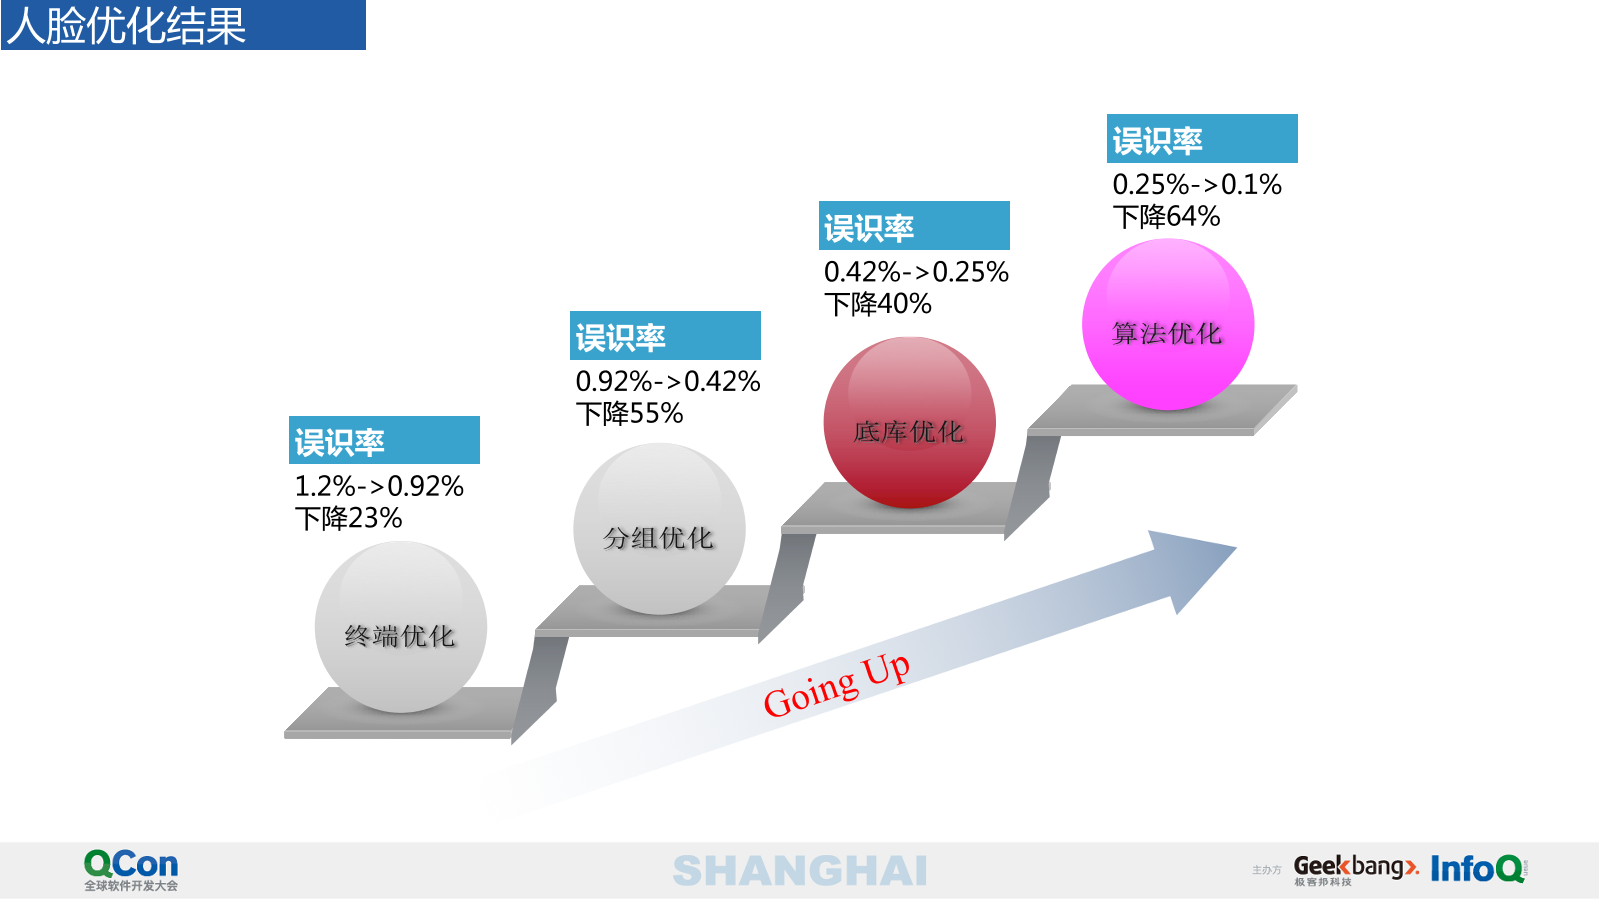 人脸优化结果
误识率
0.25%->0.1%
下降64%
误识率
0.42%->0.25%
下降40%
误识率
0.92%->0.42%
下降55%
误识率
1.2%->0.92%
下降23%
算法优化
底库优化
分组优化
终端优化
Going Up
QCon
全球软件开发大会
SHANGHAI
主办方
Geekbang>.
极客邦科技
InfoQ